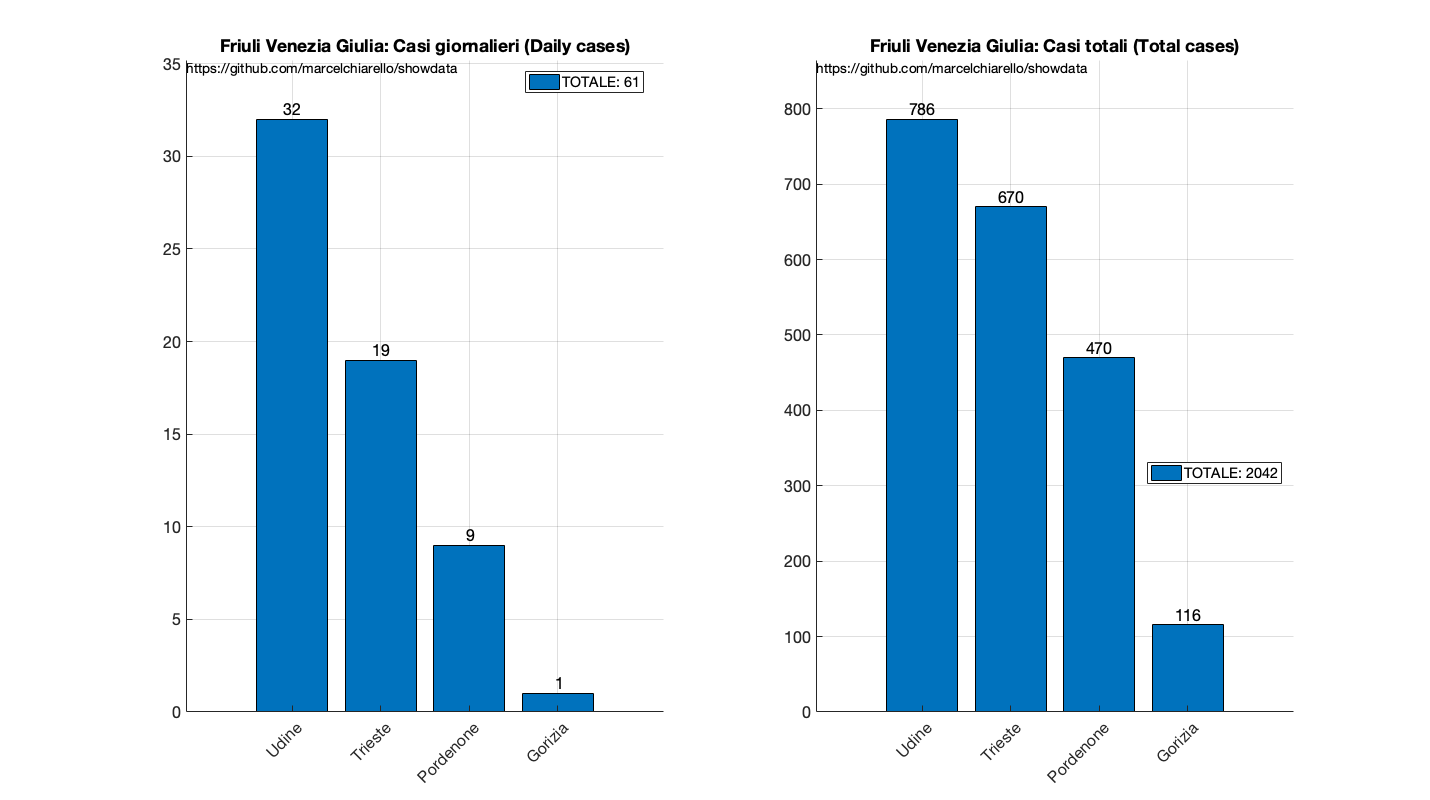 Friuli Venezia Giulia: Casi giornalieri (Daily cases)
https://github.com/marcelchiarello/showdata
TOTALE: 61
35
30
25
20
15
10
5
0
32
19
9
1
Udine
Trieste
Pordenone
Gorizia
Friuli Venezia Giulia: Casi totali (Total cases)
https://github.com/marcelchiarello/showdata
TOTALE: 2042
800
700
600
500
400
300
200
100
0
786
670
470
116
Udine
Trieste
Pordenone
Gorizia